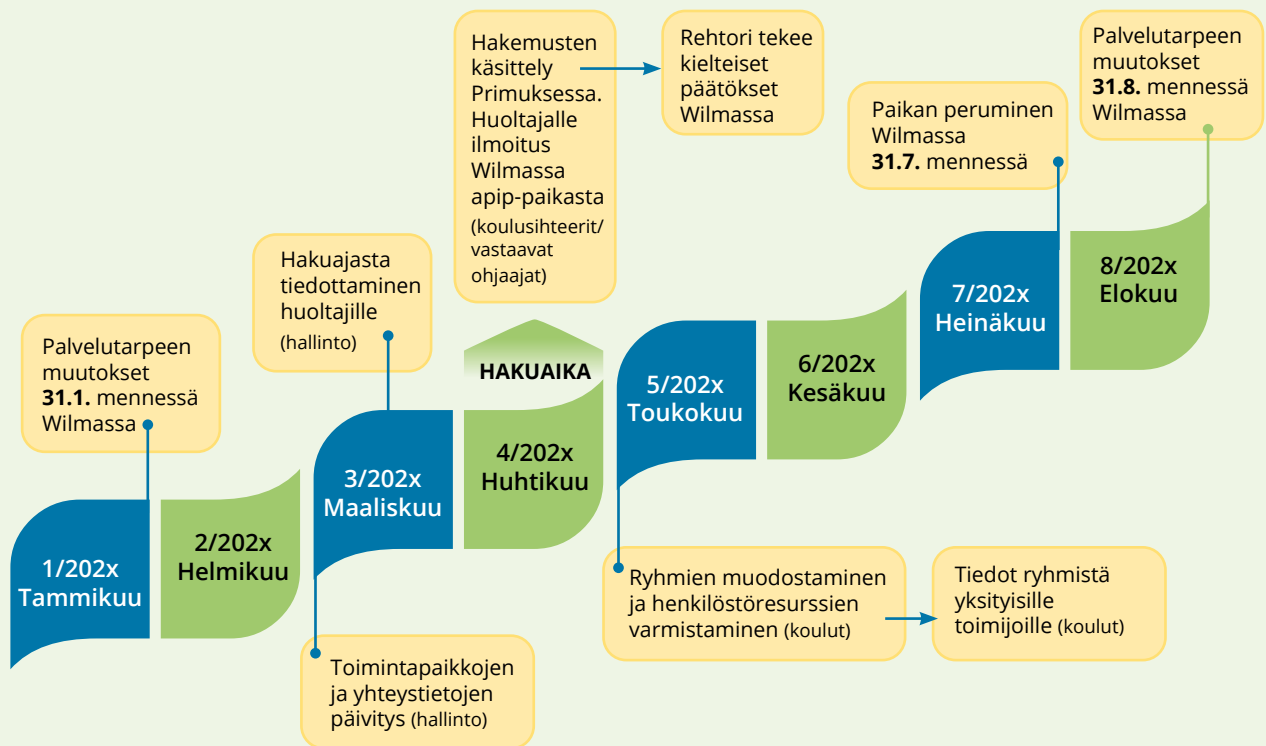 Hakemusten
käsittely
Primuksessa.
Huoltajalle
ilmoitus
Wilmassa
apip-paikasta
(koulusihteerit/
vastaavat
ohjaajat)
Rehtori tekee
kielteiset
päätökset
Wilmassa
Palvelutarpeen
muutokset
31.8. mennessä
Wilmassa
Paikan peruminen
Wilmassa
31.7. mennessä
Hakuajasta
tiedottaminen
huoltajille
(hallinto)
Palvelutarpeen
muutokset
31.1. mennessä
Wilmassa
HAKUAIKA
1/202x
Tammikuu
2/202x
Helmikuu
3/202x
Maaliskuu
4/202x
Huhtikuu
5/202x
Toukokuu
6/202x
Kesäkuu
7/202x
Heinäkuu
8/202x
Elokuu
Toimintapaikkojen
ja yhteystietojen
päivitys (hallinto)
Ryhmien muodostaminen
ja henkilöstöresurssien
varmistaminen (koulut)
Tiedot ryhmistä
yksityisille
toimijoille (koulut)